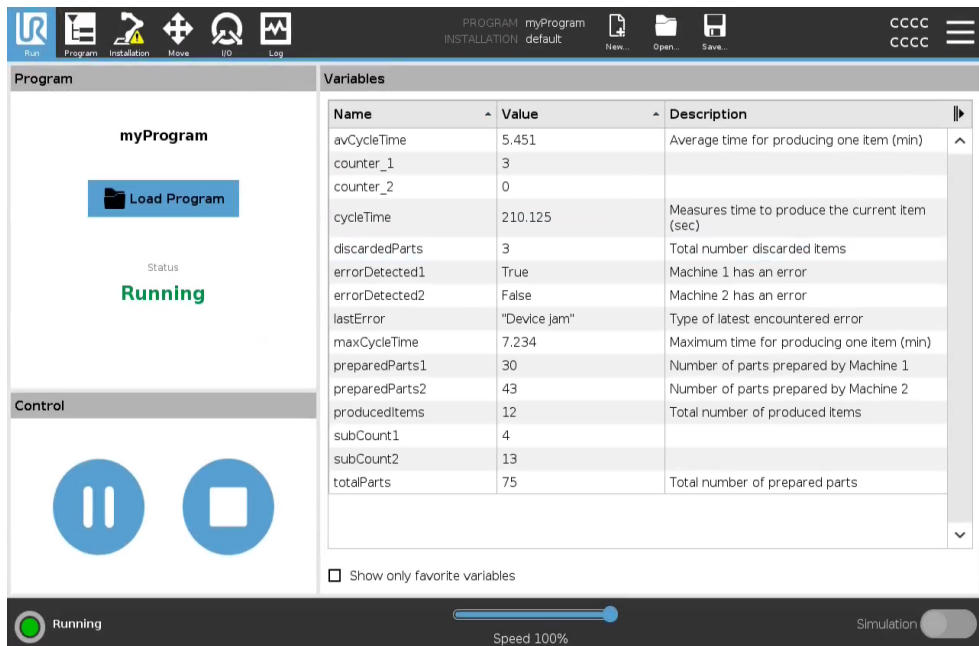 PROGRAM myProgram
INSTALLATION default
CCCC
CCCC
UR
Run Program Installation Move I/O Log New... Open... Save...
Program
myProgram
Load Program
Status
Running
Control
Variables
Name Value Description
avCycleTime 5.451 Average time for producing one item (min)
counter_1 3
counter_2 0
cycleTime 210.125 Measures time to produce the current item
(sec)
discardedParts 3 Total number discarded items
errorDetected1 True Machine 1 has an error
errorDetected2 False Machine 2 has an error
lastError "Device jam" Type of latest encountered error
maxCycleTime 7.234 Maximum time for producing one item (min)
preparedParts1 30 Number of parts prepared by Machine 1
preparedParts2 43 Number of parts prepared by Machine 2
producedItems 12 Total number of produced items
subCount1 4
subCount2 13
totalParts 75 Total number of prepared parts
Show only favorite variables
Running
Speed 100%
Simulation